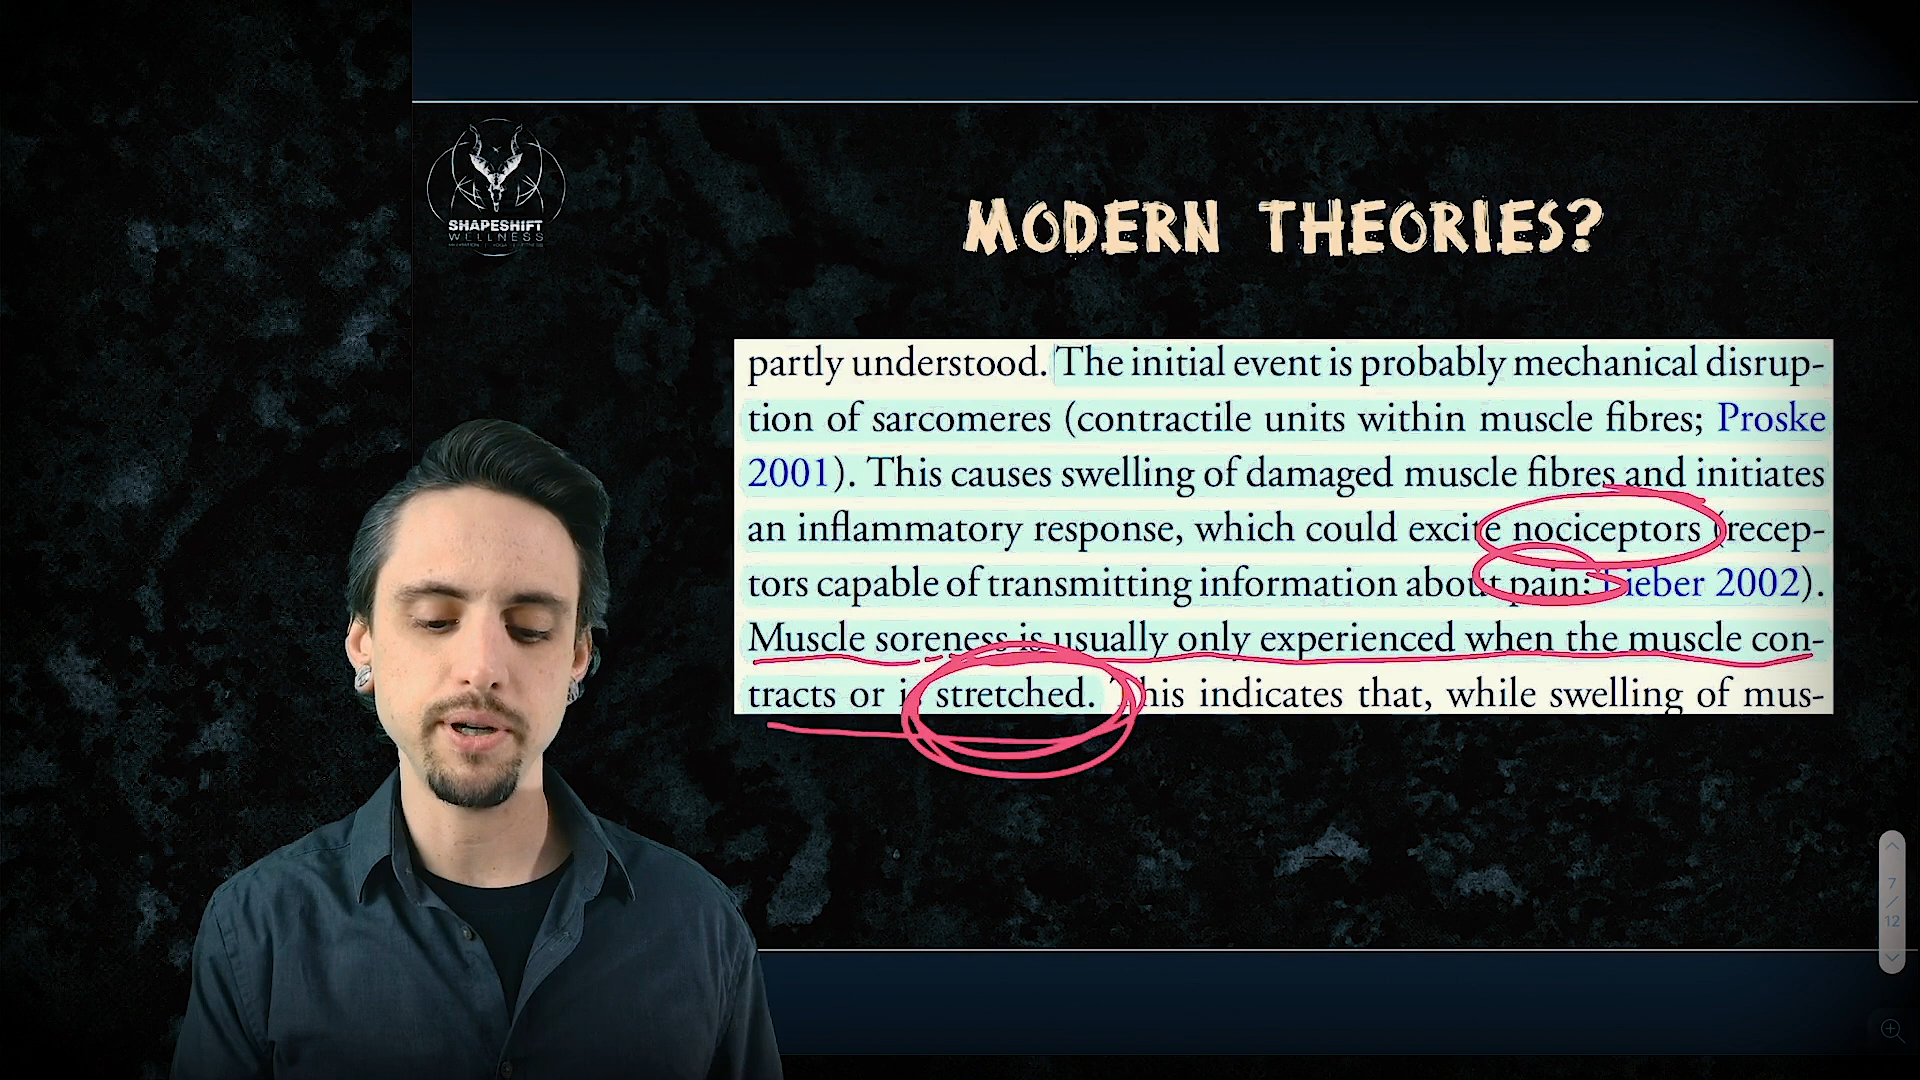 SHAPESHIFT
WELLNESS
MODERN THEORIES?
partly understood. The initial event is probably mechanical disrup-
tion of sarcomeres (contractile units within muscle fibres; Proske
2001). This causes swelling of damaged muscle fibres and initiates
an inflammatory response, which could excite nociceptors (recep-
tors capable of transmitting information about pain; Lieber 2002).
Muscle soreness is usually only experienced when the muscle con-
tracts or is stretched. This indicates that, while swelling of mus-
7
/
12